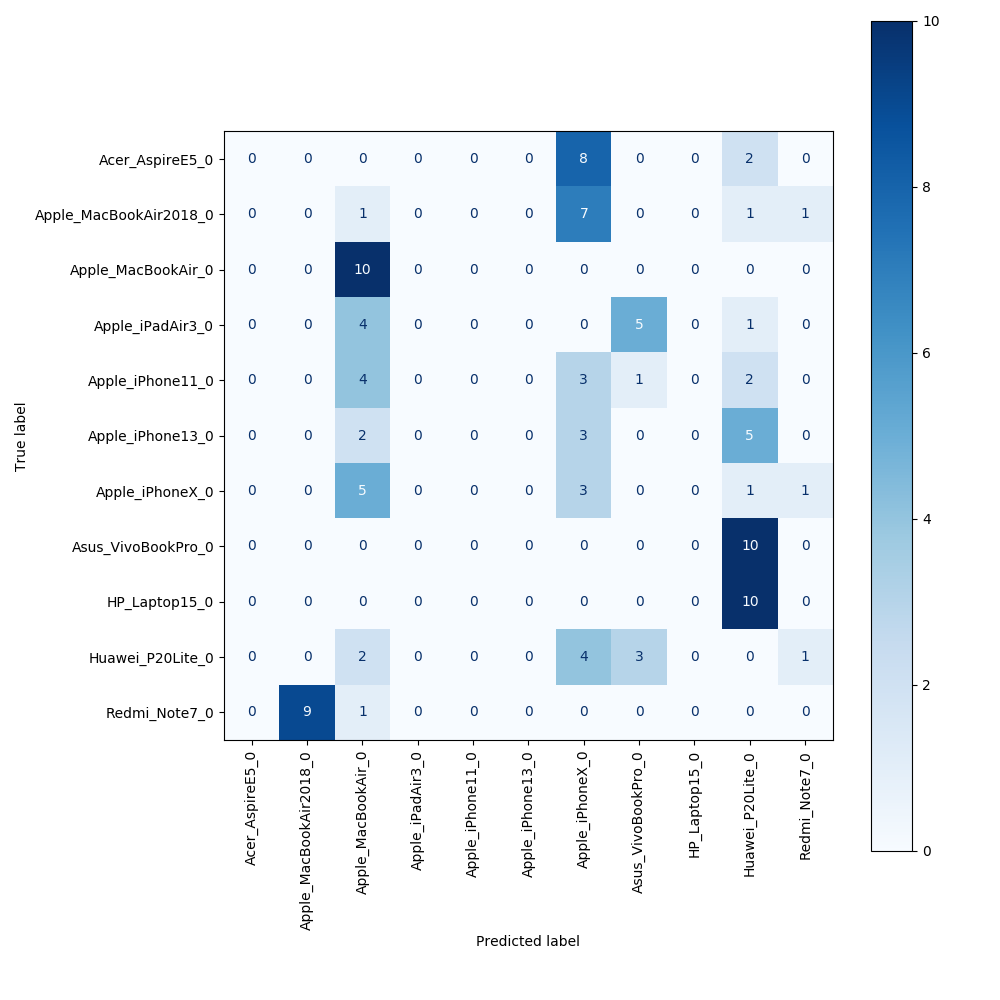 10
Acer_AspireE5_0 0 0 0 0 0 0 8 0 0 2 0
8
Apple_MacBookAir2018_0 0 0 1 0 0 0 7 0 0 1 1
Apple_MacBookAir_0 0 0 10 0 0 0 0 0 0 0 0
Apple_iPadAir3_0 0 0 4 0 0 0 0 5 0 1 0
6
Apple_iPhone11_0 0 0 4 0 0 0 3 1 0 2 0
True label
Apple_iPhone13_0 0 0 2 0 0 0 3 0 0 5 0
Apple_iPhoneX_0 0 0 5 0 0 0 3 0 0 1 1
4
Asus_VivoBookPro_0 0 0 0 0 0 0 0 0 0 10 0
HP_Laptop15_0 0 0 0 0 0 0 0 0 0 10 0
Huawei_P20Lite_0 0 0 2 0 0 0 4 3 0 0 1
2
Redmi_Note7_0 0 9 1 0 0 0 0 0 0 0 0
0
Acer_AspireE5_0
Apple_MacBookAir2018_0
Apple_MacBookAir_0
Apple_iPadAir3_0
Apple_iPhone11_0
Apple_iPhone13_0
Apple_iPhoneX_0
Asus_VivoBookPro_0
HP_Laptop15_0
Huawei_P20Lite_0
Redmi_Note7_0
Predicted label